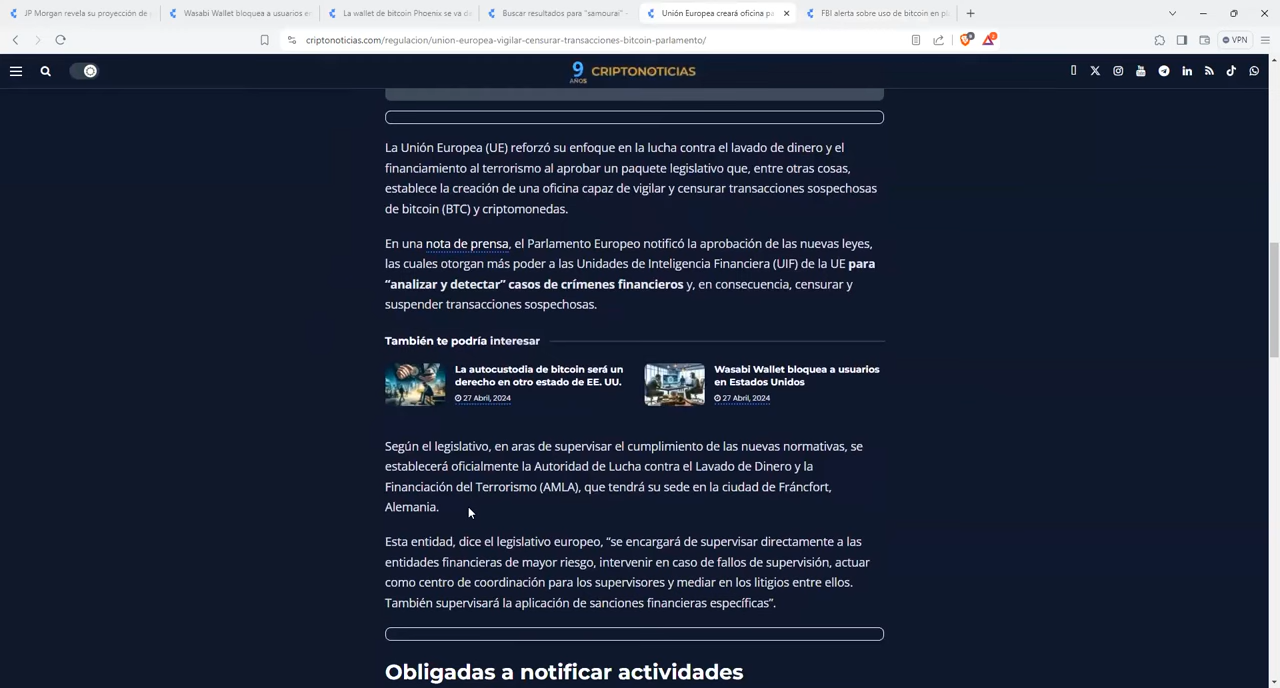 JP Morgan revela su proyección de
Wasabi Wallet bloquea a usuarios en
La wallet de bitcoin Phoenix se va de
Buscar resultados para "samourai" -
Unión Europea creará oficina pa
FBI alerta sobre uso de bitcoin en pl
criptonoticias.com/regulacion/union-europea-vigilar-censurar-transacciones-bitcoin-parlamento/
VPN
9
AÑOS
CRIPTONOTICIAS
La Unión Europea (UE) reforzó su enfoque en la lucha contra el lavado de dinero y el
financiamiento al terrorismo al aprobar un paquete legislativo que, entre otras cosas,
establece la creación de una oficina capaz de vigilar y censurar transacciones sospechosas
de bitcoin (BTC) y criptomonedas.
En una nota de prensa, el Parlamento Europeo notificó la aprobación de las nuevas leyes,
las cuales otorgan más poder a las Unidades de Inteligencia Financiera (UIF) de la UE para
“analizar y detectar” casos de crímenes financieros y, en consecuencia, censurar y
suspender transacciones sospechosas.
También te podría interesar
La autocustodia de bitcoin será un
derecho en otro estado de EE. UU.
27 Abril, 2024
Wasabi Wallet bloquea a usuarios
en Estados Unidos
27 Abril, 2024
Según el legislativo, en aras de supervisar el cumplimiento de las nuevas normativas, se
establecerá oficialmente la Autoridad de Lucha contra el Lavado de Dinero y la
Financiación del Terrorismo (AMLA), que tendrá su sede en la ciudad de Fráncfort,
Alemania.
Esta entidad, dice el legislativo europeo, “se encargará de supervisar directamente a las
entidades financieras de mayor riesgo, intervenir en caso de fallos de supervisión, actuar
como centro de coordinación para los supervisores y mediar en los litigios entre ellos.
También supervisará la aplicación de sanciones financieras específicas”.
Obligadas a notificar actividades